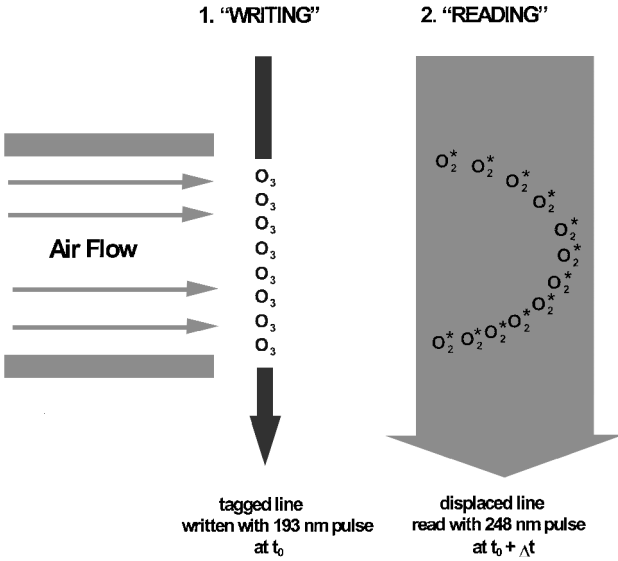 1. “WRITING”
2. “READING”
O₃
O₃
O₃
O₃
O₃
O₃
O₃
O₃
Air Flow
O₂*
O₂*
O₂*
O₂*
O₂*
O₂*
O₂*
O₂*
O₂*
O₂*
O₂*
O₂*
tagged line
written with 193 nm pulse
at t₀
displaced line
read with 248 nm pulse
at t₀ + Δt